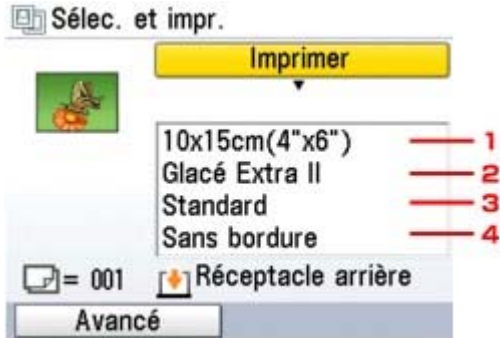 Sélec. et impr.
Imprimer
10x15cm(4"x6") 1
Glacé Extra II 2
Standard 3
Sans bordure 4
= 001 Réceptacle arrière
Avancé